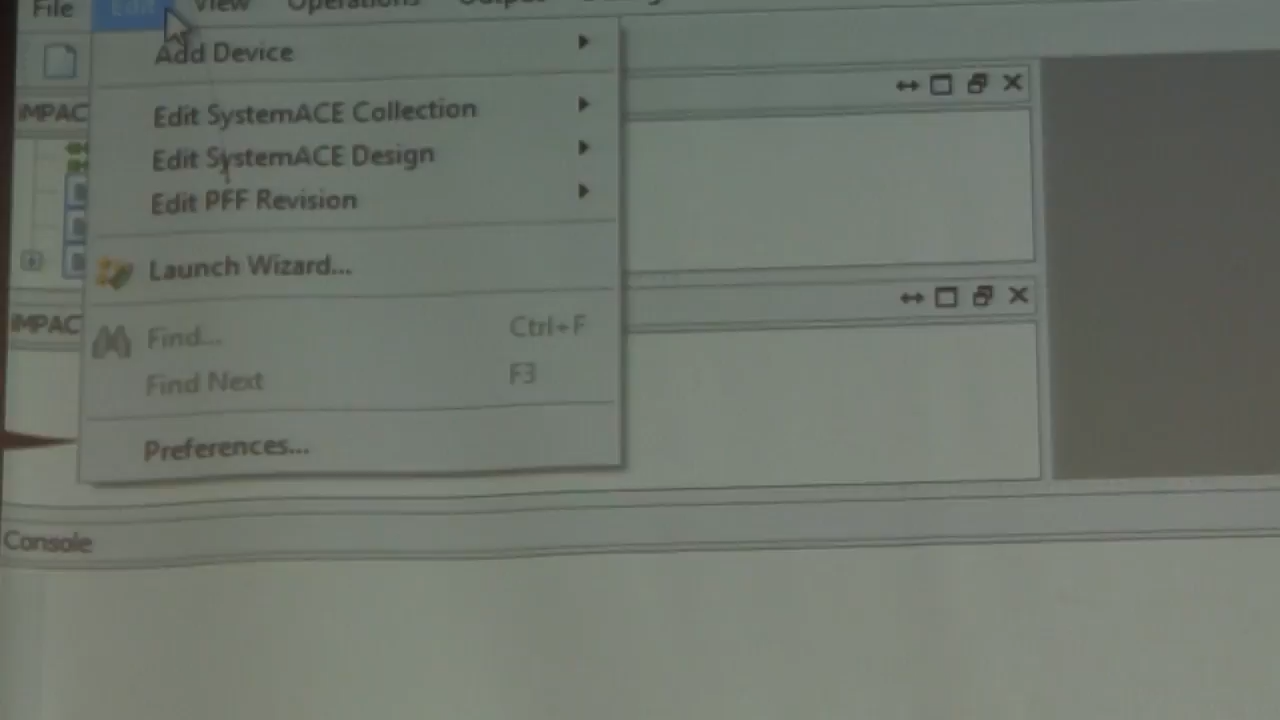 File Edit View Operations Output
Add Device
iMPAC
Edit SystemACE Collection
Edit SystemACE Design
Edit PFF Revision
Launch Wizard...
iMPAC
Find... Ctrl+F
Find Next F3
Preferences...
Console